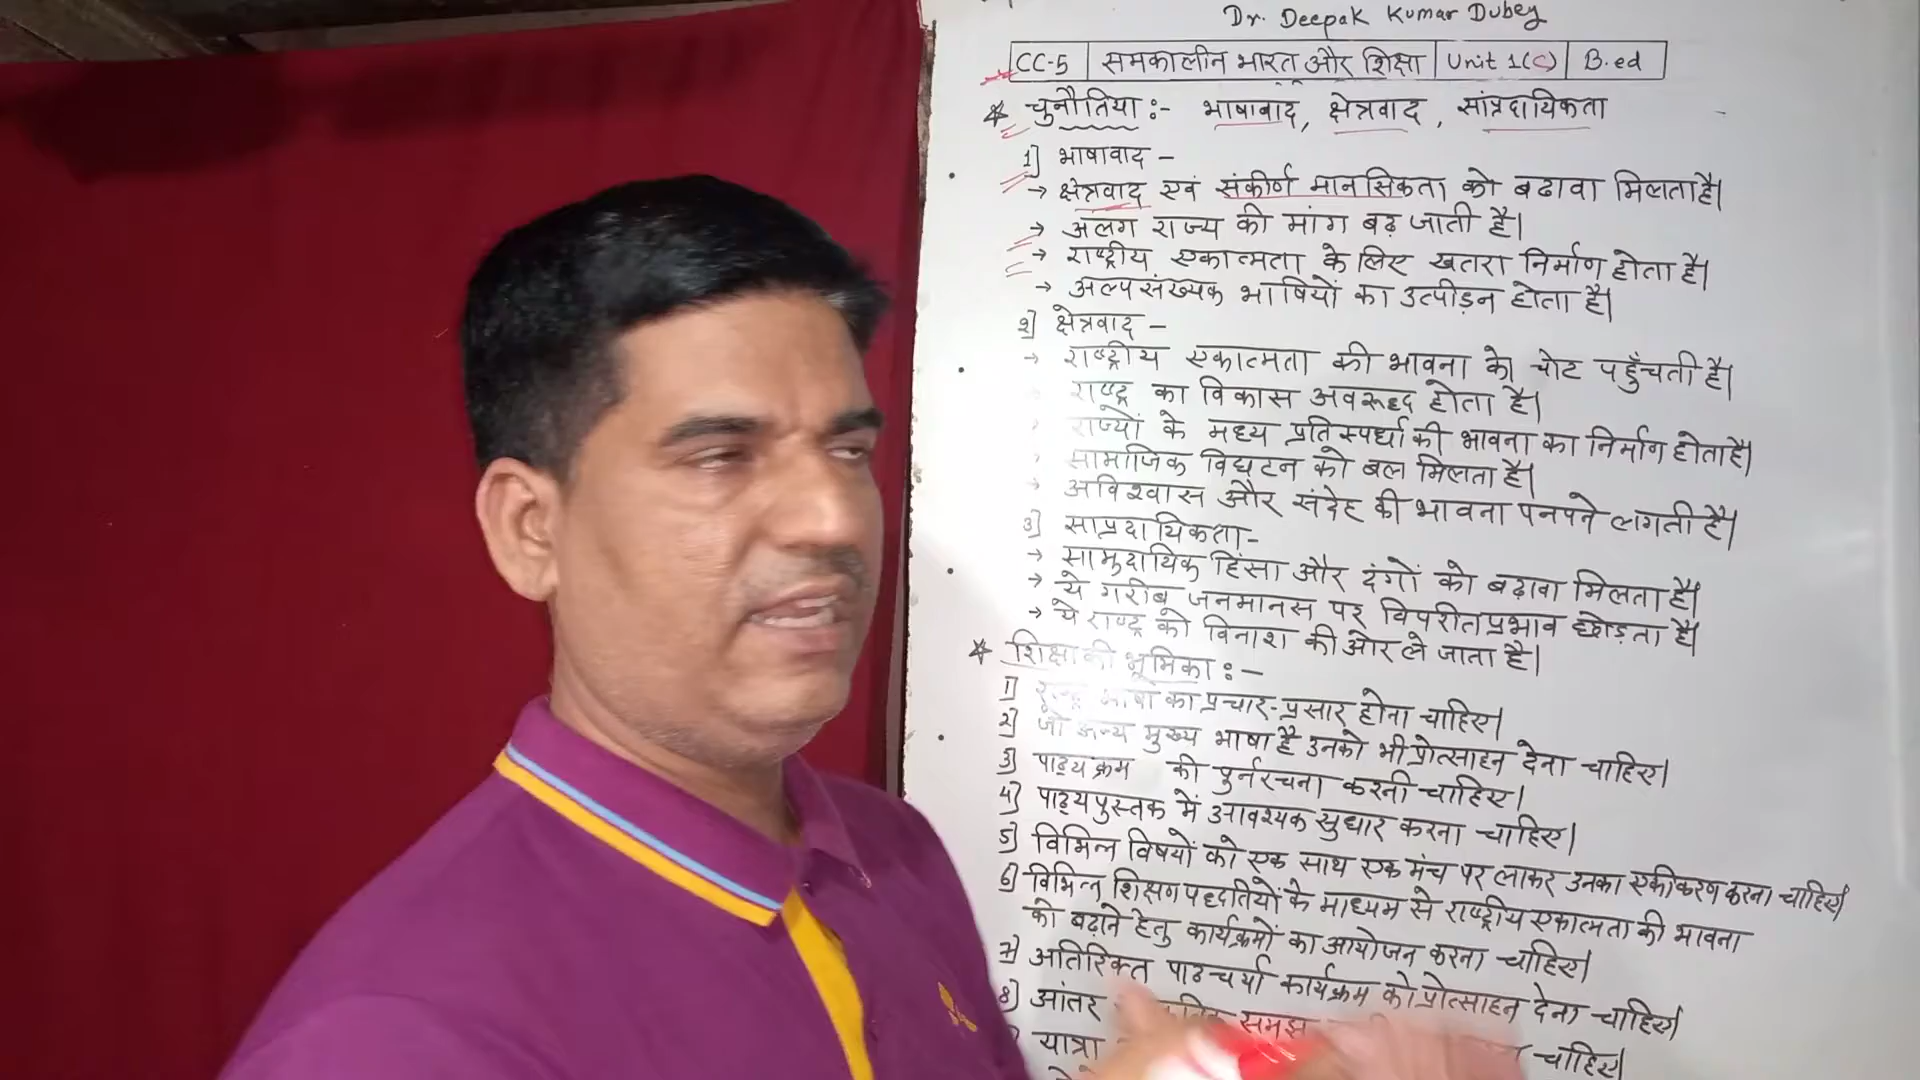 Dr. Deepak Kumar Dubey
CC-5 | समकालीन भारत और शिक्षा | Unit 1(C) | B.ed
* चुनौतिया :- भाषाबाद, क्षेत्रवाद, सांप्रदायिकता
1] भाषावाद -
→ क्षेत्रवाद एवं संकीर्ण मानसिकता को बढावा मिलता है।
→ अलग राज्य की मांग बढ़ जाती है।
→ राष्ट्रीय एकात्मता के लिए खतरा निर्माण होता है।
→ अल्पसंख्यक भाषियों का उत्पीड़न होता है।
2] क्षेत्रवाद -
→ राष्ट्रीय एकात्मता की भावना को चोट पहुँचती है।
राष्ट्र का विकास अवरूद्द होता है।
राज्यों के मध्य प्रतिस्पर्धा की भावना का निर्माण होता है।
सामाजिक विघटन को बल मिलता है।
→ अविश्वास और संदेह की भावना पनपने लगती है।
3] साप्रदायिकता-
→ सामुदायिक हिंसा और दंगों को बढ़ावा मिलता है।
→ ये गरीब जनमानस पर विपरीत प्रभाव छोड़ता है।
→ ये राष्ट्र को विनाश की ओर ले जाता है।
* शिक्षा की भूमिका :-
1] भाषा का प्रचार-प्रसार होना चाहिए।
2] जो अन्य मुख्य भाषा है उनको भी प्रोत्साहन देना चाहिए।
3] पाठ्यक्रम की पुर्नरचना करनी चाहिए।
4] पाठ्यपुस्तक में आवश्यक सुधार करना चाहिए।
5] विभिन्न विषयों को एक साथ एक मंच पर लाकर उनका एकीकरण करना चाहिए।
6] विभिन्न शिक्षण पद्दतियों के माध्यम से राष्ट्रीय एकात्मता की भावना
को बढ़ाने हेतु कार्यक्रमों का आयोजन करना चाहिए।
7] अतिरिक्त पाठचर्या कार्यक्रम को प्रोत्साहन देना चाहिए।
8] आंतर समझ चाहिए।
यात्रा